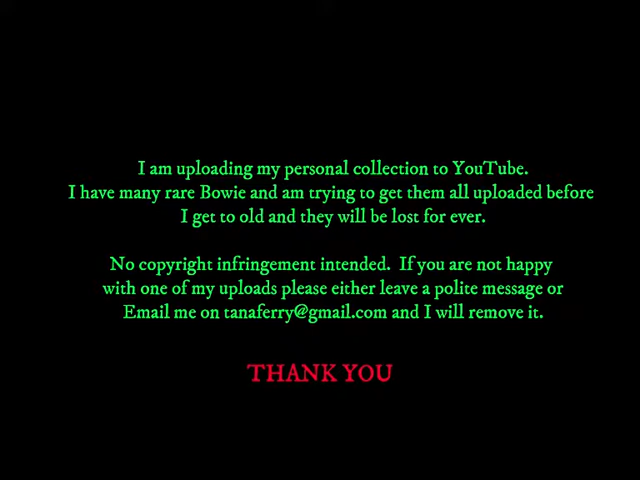 I am uploading my personal collection to YouTube.
I have many rare Bowie and am trying to get them all uploaded before
I get to old and they will be lost for ever.
No copyright infringement intended.  If you are not happy
with one of my uploads please either leave a polite message or
Email me on tanaferry@gmail.com and I will remove it.
THANK YOU